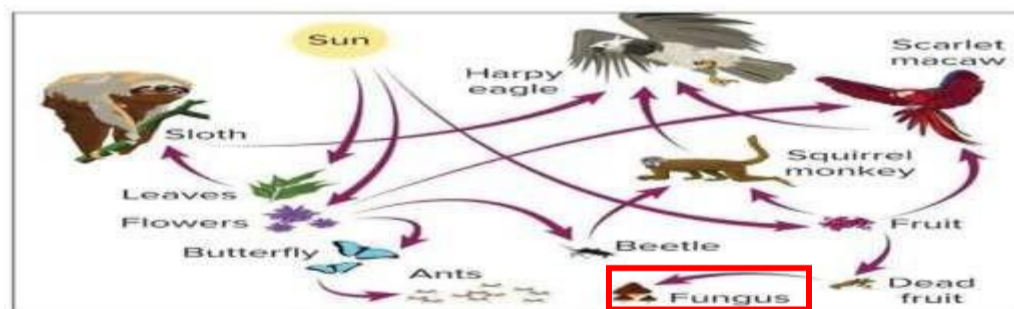 Sun
Harpy
eagle
Scarlet
macaw
Sloth
Squirrel
monkey
Leaves
Flowers
Fruit
Butterfly
Beetle
Ants
Fungus
Dead
fruit